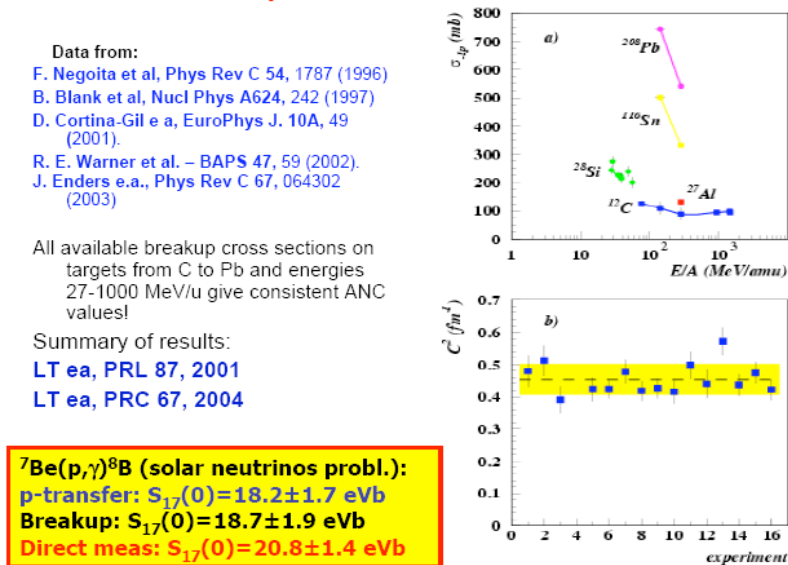 Data from:
F. Negoita et al, Phys Rev C 54, 1787 (1996)
B. Blank et al, Nucl Phys A624, 242 (1997)
D. Cortina-Gil e a, EuroPhys J. 10A, 49
(2001).
R. E. Warner et al. – BAPS 47, 59 (2002).
J. Enders e.a., Phys Rev C 67, 064302
(2003)
All available breakup cross sections on
targets from C to Pb and energies
27-1000 MeV/u give consistent ANC
values!
Summary of results:
LT ea, PRL 87, 2001
LT ea, PRC 67, 2004
⁷Be(p,γ)⁸B (solar neutrinos probl.):
p-transfer: S₁₇(0)=18.2±1.7 eVb
Breakup: S₁₇(0)=18.7±1.9 eVb
Direct meas: S₁₇(0)=20.8±1.4 eVb
σ₋₁ₚ (mb)
800
700
600
500
400
300
200
100
0
a)
²⁰⁸Pb
¹¹⁶Sn
²⁸Si
²⁷Al
¹²C
1 10 10² 10³
E/A (MeV/amu)
C² (fm⁻¹)
0.7
0.6
0.5
0.4
0.3
0.2
0.1
0
b)
0 2 4 6 8 10 12 14 16
experiment